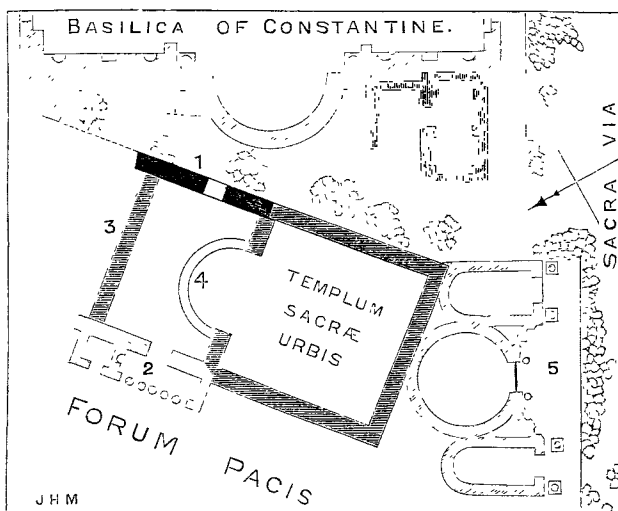 BASILICA OF CONSTANTINE.
SACRA VIA
1
3
4
TEMPLUM
SACRÆ
URBIS
5
2
FORUM PACIS
JHM